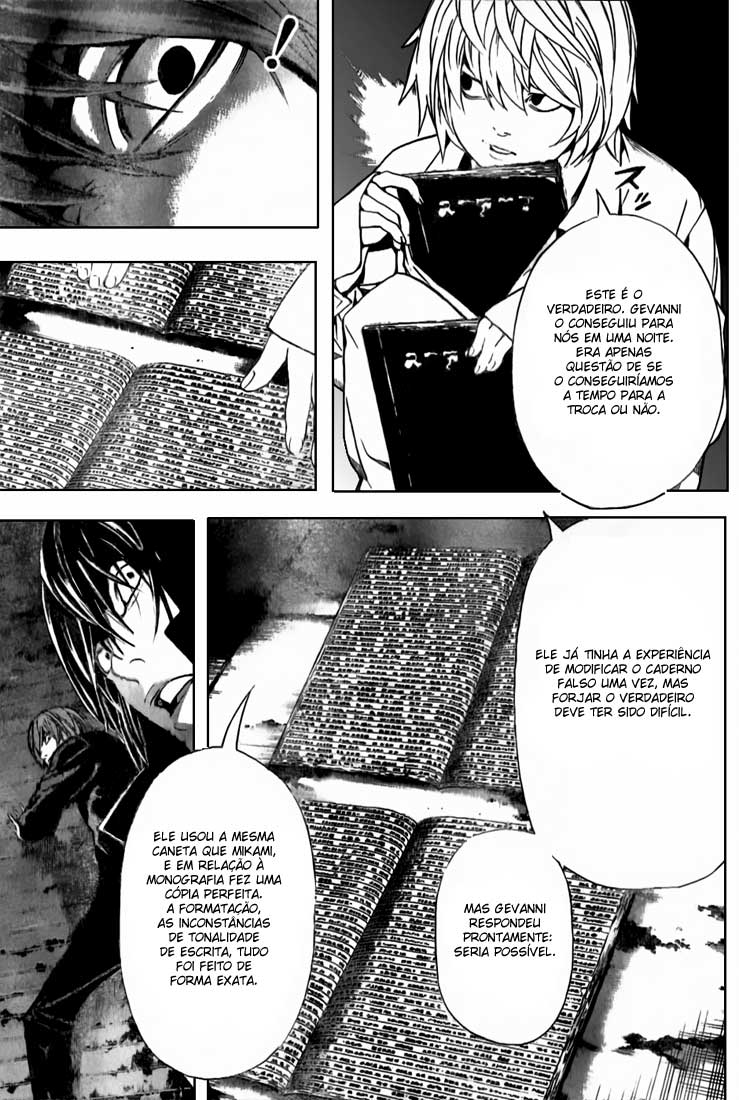 !
ズッ
ESTE É O
VERDADEIRO. GEVANNI
O CONSEGUIU PARA
NÓS EM UMA NOITE.
ERA APENAS
QUESTÃO DE SE
O CONSEGUIRÍAMOS
A TEMPO PARA A
TROCA OU NÃO.
ELE JÁ TINHA A EXPERIÊNCIA
DE MODIFICAR O CADERNO
FALSO UMA VEZ, MAS
FORJAR O VERDADEIRO
DEVE TER SIDO DIFÍCIL.
MAS GEVANNI
RESPONDEU
PRONTAMENTE:
SERIA POSSÍVEL.
ELE USOU A MESMA
CANETA QUE MIKAMI,
E EM RELAÇÃO À
MONOGRAFIA FEZ UMA
CÓPIA PERFEITA.
A FORMATAÇÃO,
AS INCONSTÂNCIAS
DE TONALIDADE
DE ESCRITA, TUDO
FOI FEITO DE
FORMA EXATA.